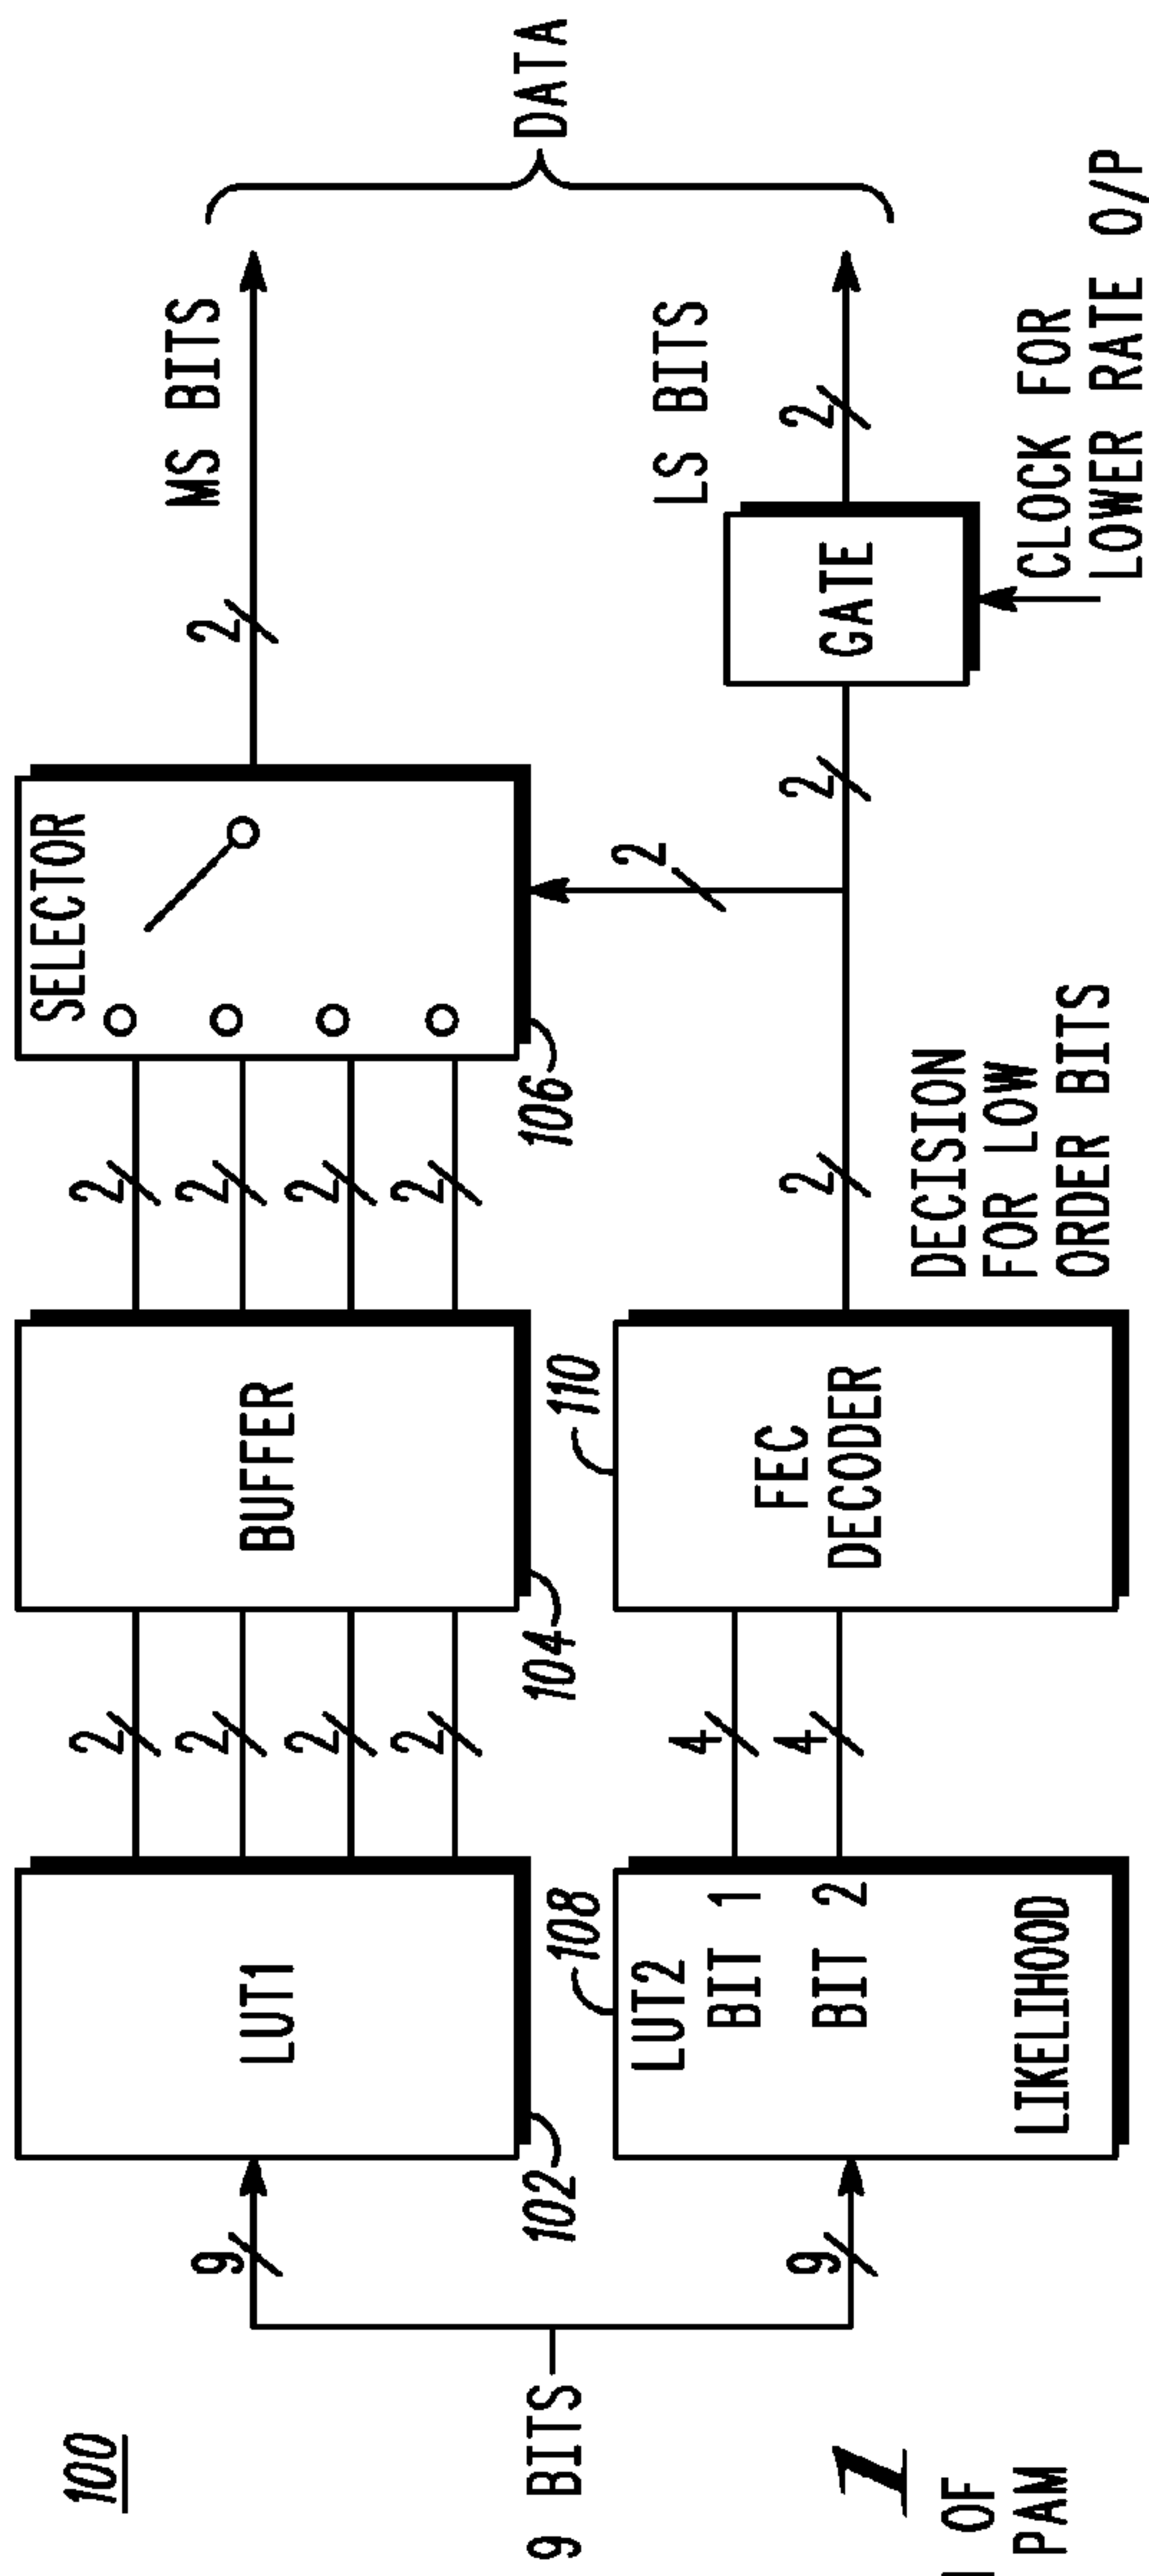 100
9 BITS
9
9
LUT1
102
LUT2
BIT 1
BIT 2
LIKELIHOOD
108
2
2
2
2
4
4
BUFFER
104
FEC
DECODER
110
2
2
2
2
2
DECISION
FOR LOW
ORDER BITS
SELECTOR
106
2
2
GATE
CLOCK FOR
LOWER RATE O/P
2
MS BITS
2
LS BITS
DATA
1
OF
PAM